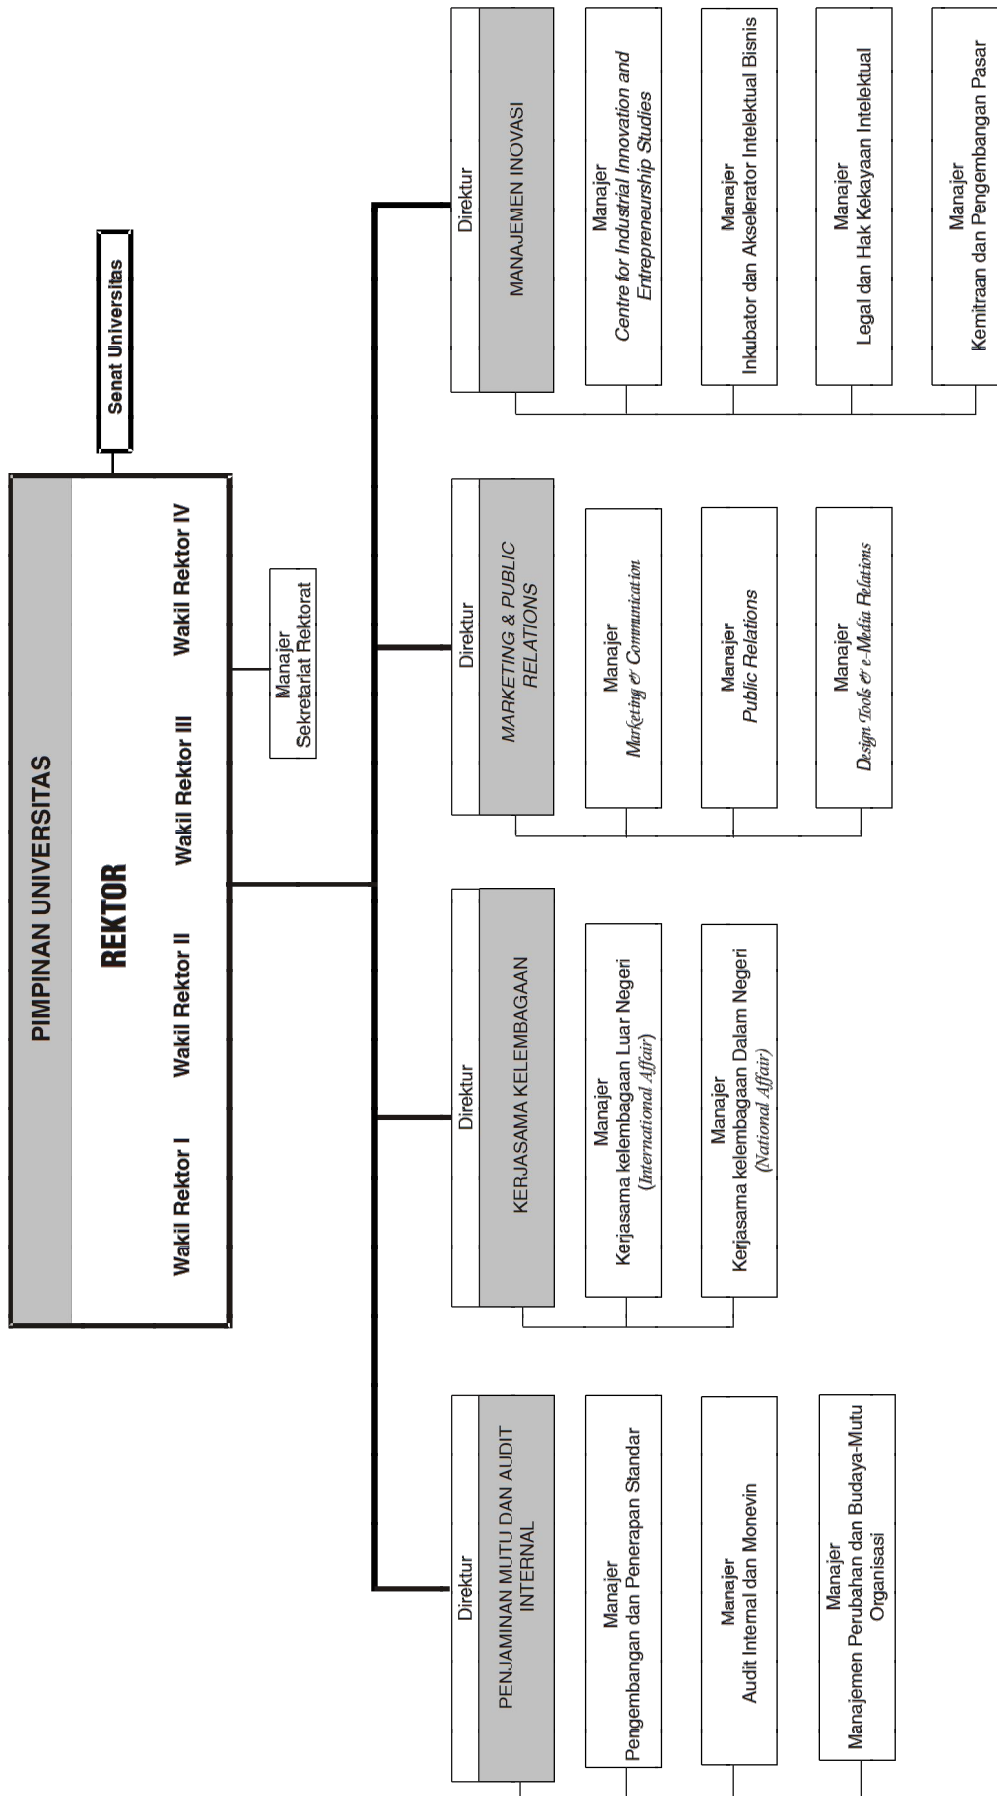 PIMPINAN UNIVERSITAS
REKTOR
Wakil Rektor I
Wakil Rektor II
Wakil Rektor III
Wakil Rektor IV
Senat Universitas
Manajer
Sekretariat Rektorat
Direktur
PENJAMINAN MUTU DAN AUDIT
INTERNAL
Manajer
Pengembangan dan Penerapan Standar
Manajer
Audit Internal dan Monevin
Manajer
Manajemen Perubahan dan Budaya-Mutu
Organisasi
Direktur
KERJASAMA KELEMBAGAAN
Manajer
Kerjasama kelembagaan Luar Negeri
(International Affair)
Manajer
Kerjasama kelembagaan Dalam Negeri
(National Affair)
Direktur
MARKETING & PUBLIC
RELATIONS
Manajer
Marketing & Communication
Manajer
Public Relations
Manajer
Design Tools & e-Media Relations
Direktur
MANAJEMEN INOVASI
Manajer
Centre for Industrial Innovation and
Entrepreneurship Studies
Manajer
Inkubator dan Akselerator Intelektual Bisnis
Manajer
Legal dan Hak Kekayaan Intelektual
Manajer
Kemitraan dan Pengembangan Pasar